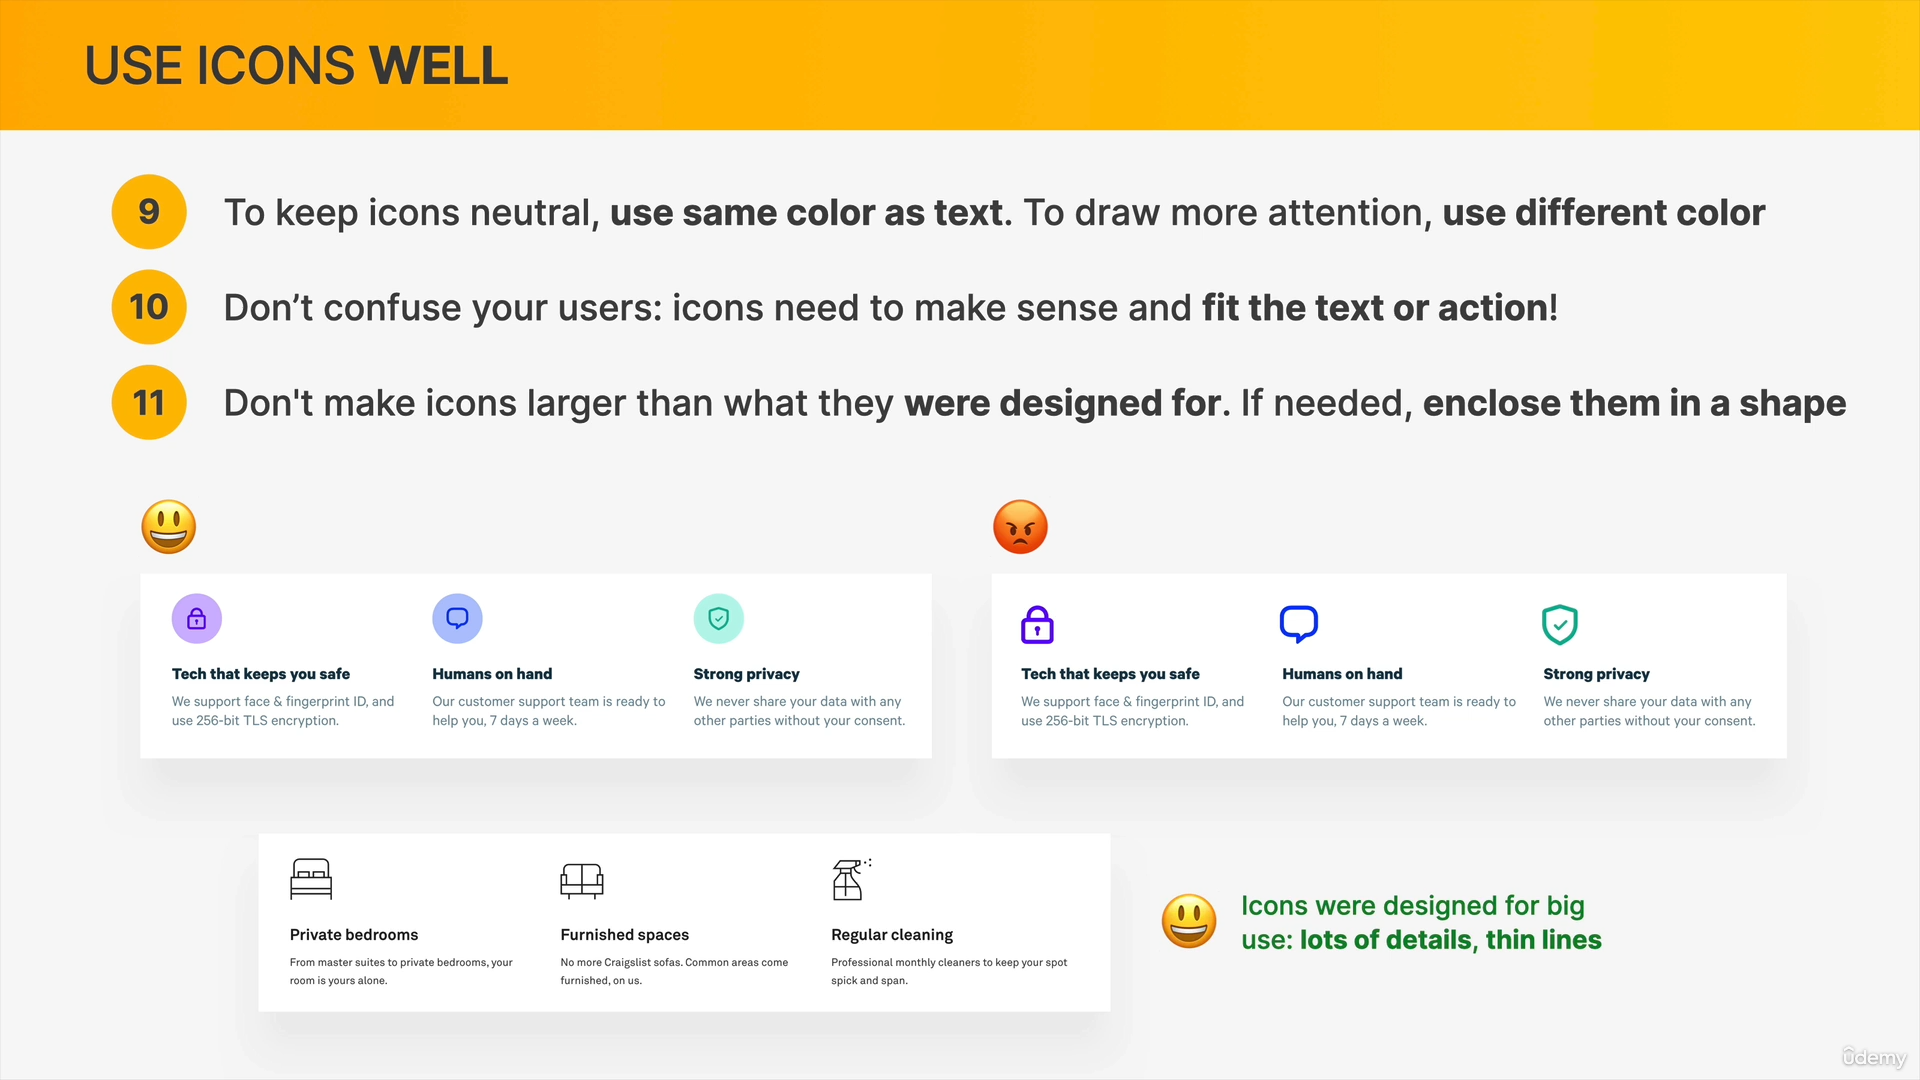 USE ICONS WELL
9 To keep icons neutral, use same color as text. To draw more attention, use different color
10 Don’t confuse your users: icons need to make sense and fit the text or action!
11 Don't make icons larger than what they were designed for. If needed, enclose them in a shape
Tech that keeps you safe
We support face & fingerprint ID, and
use 256-bit TLS encryption.
Humans on hand
Our customer support team is ready to
help you, 7 days a week.
Strong privacy
We never share your data with any
other parties without your consent.
Tech that keeps you safe
We support face & fingerprint ID, and
use 256-bit TLS encryption.
Humans on hand
Our customer support team is ready to
help you, 7 days a week.
Strong privacy
We never share your data with any
other parties without your consent.
Private bedrooms
From master suites to private bedrooms, your
room is yours alone.
Furnished spaces
No more Craigslist sofas. Common areas come
furnished, on us.
Regular cleaning
Professional monthly cleaners to keep your spot
spick and span.
Icons were designed for big
use: lots of details, thin lines
ûdemy